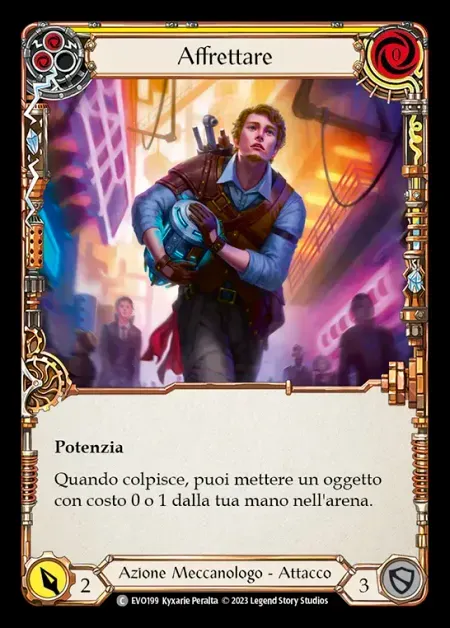 Affrettare
0
Potenzia
Quando colpisce, puoi mettere un oggetto
con costo 0 o 1 dalla tua mano nell'arena.
2
Azione Meccanologo - Attacco
3
C EVO199 Kyxarie Peralta © 2023 Legend Story Studios